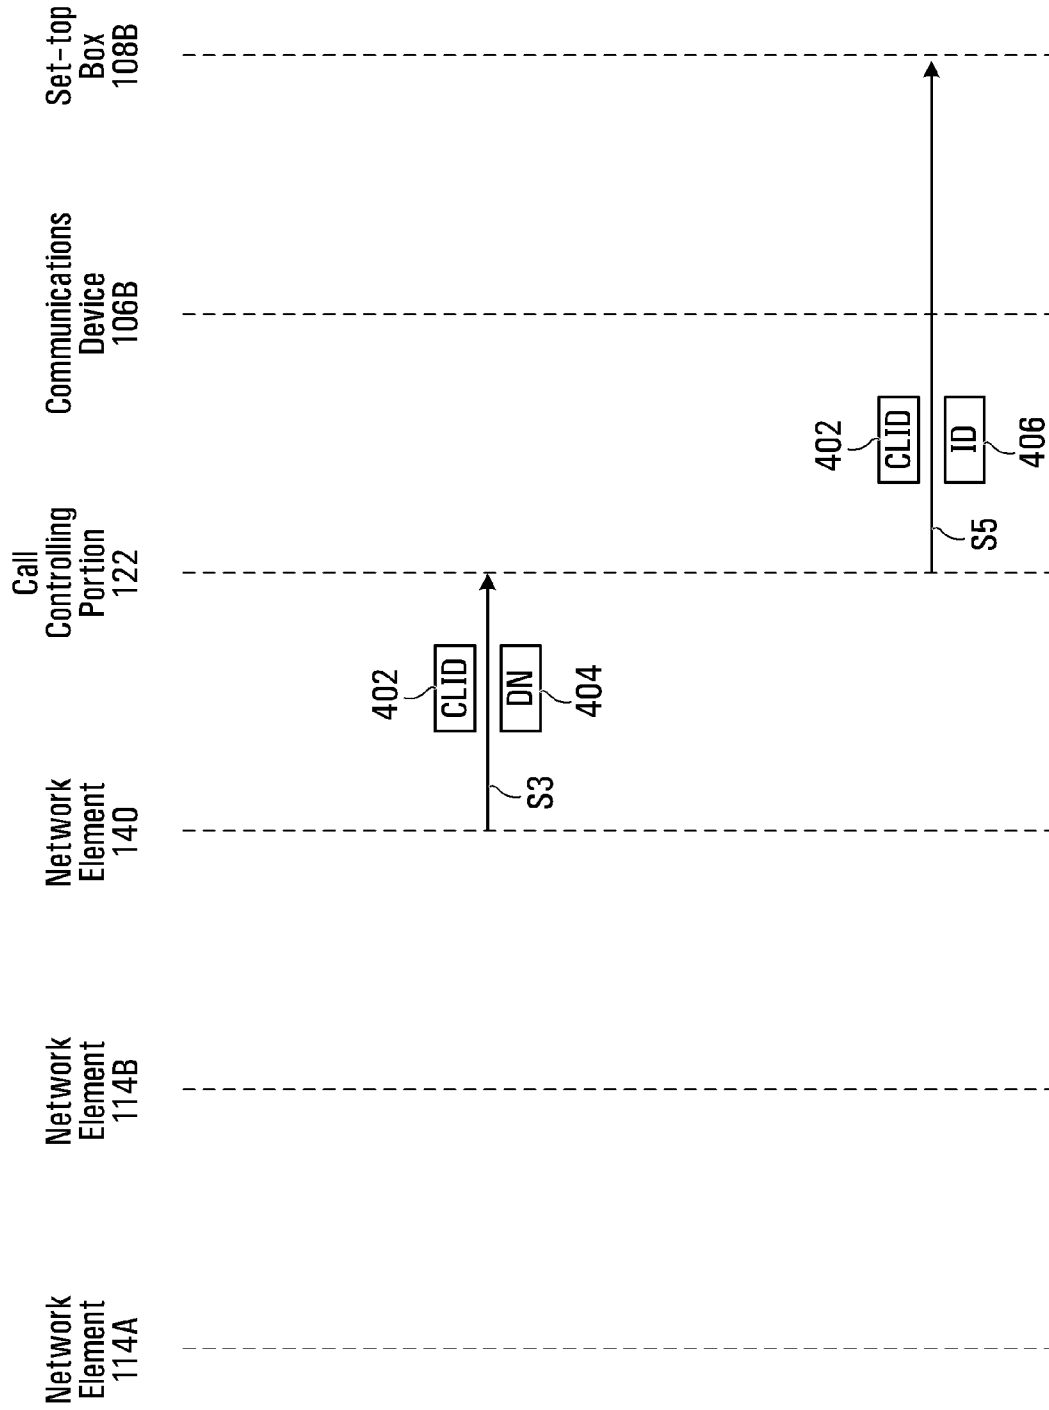 Network
Element
114A
Network
Element
114B
Network
Element
140
Call
Controlling
Portion
122
Communications
Device
106B
Set-top
Box
108B
402
CLID
DN
404
S3
402
CLID
ID
406
S5